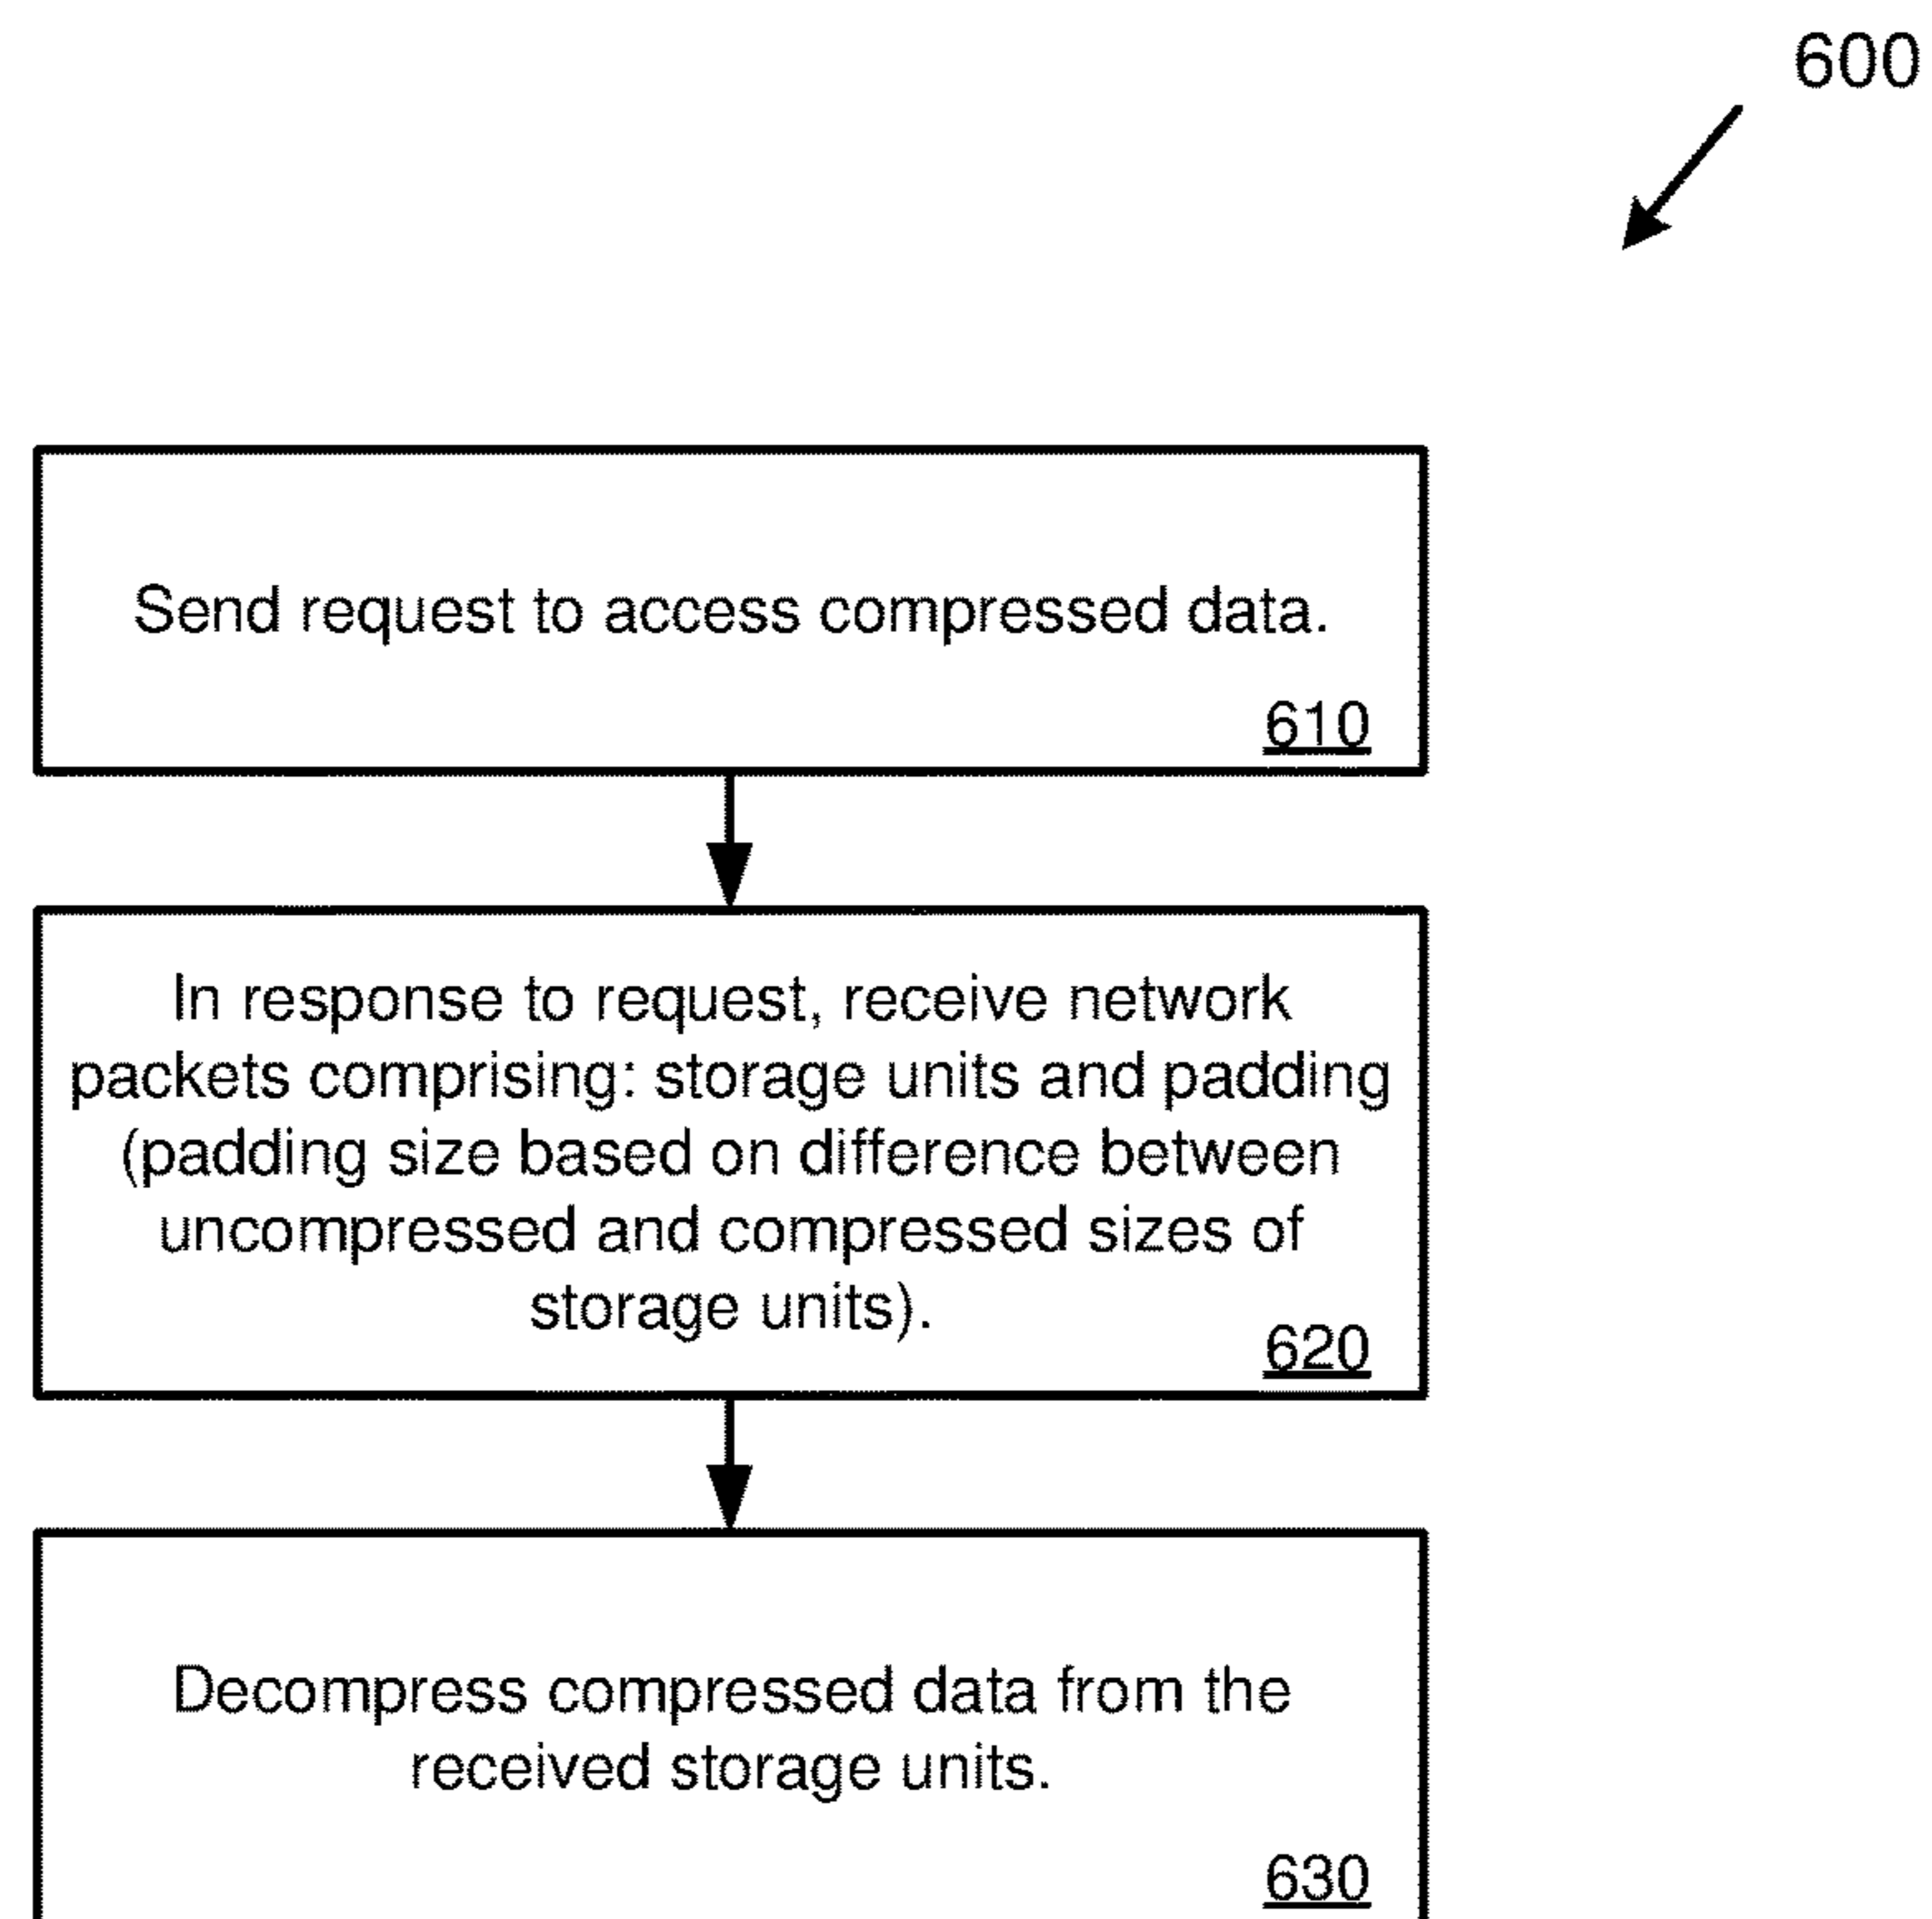 600
Send request to access compressed data.
610
In response to request, receive network
packets comprising: storage units and padding
(padding size based on difference between
uncompressed and compressed sizes of
storage units).
620
Decompress compressed data from the
received storage units.
630